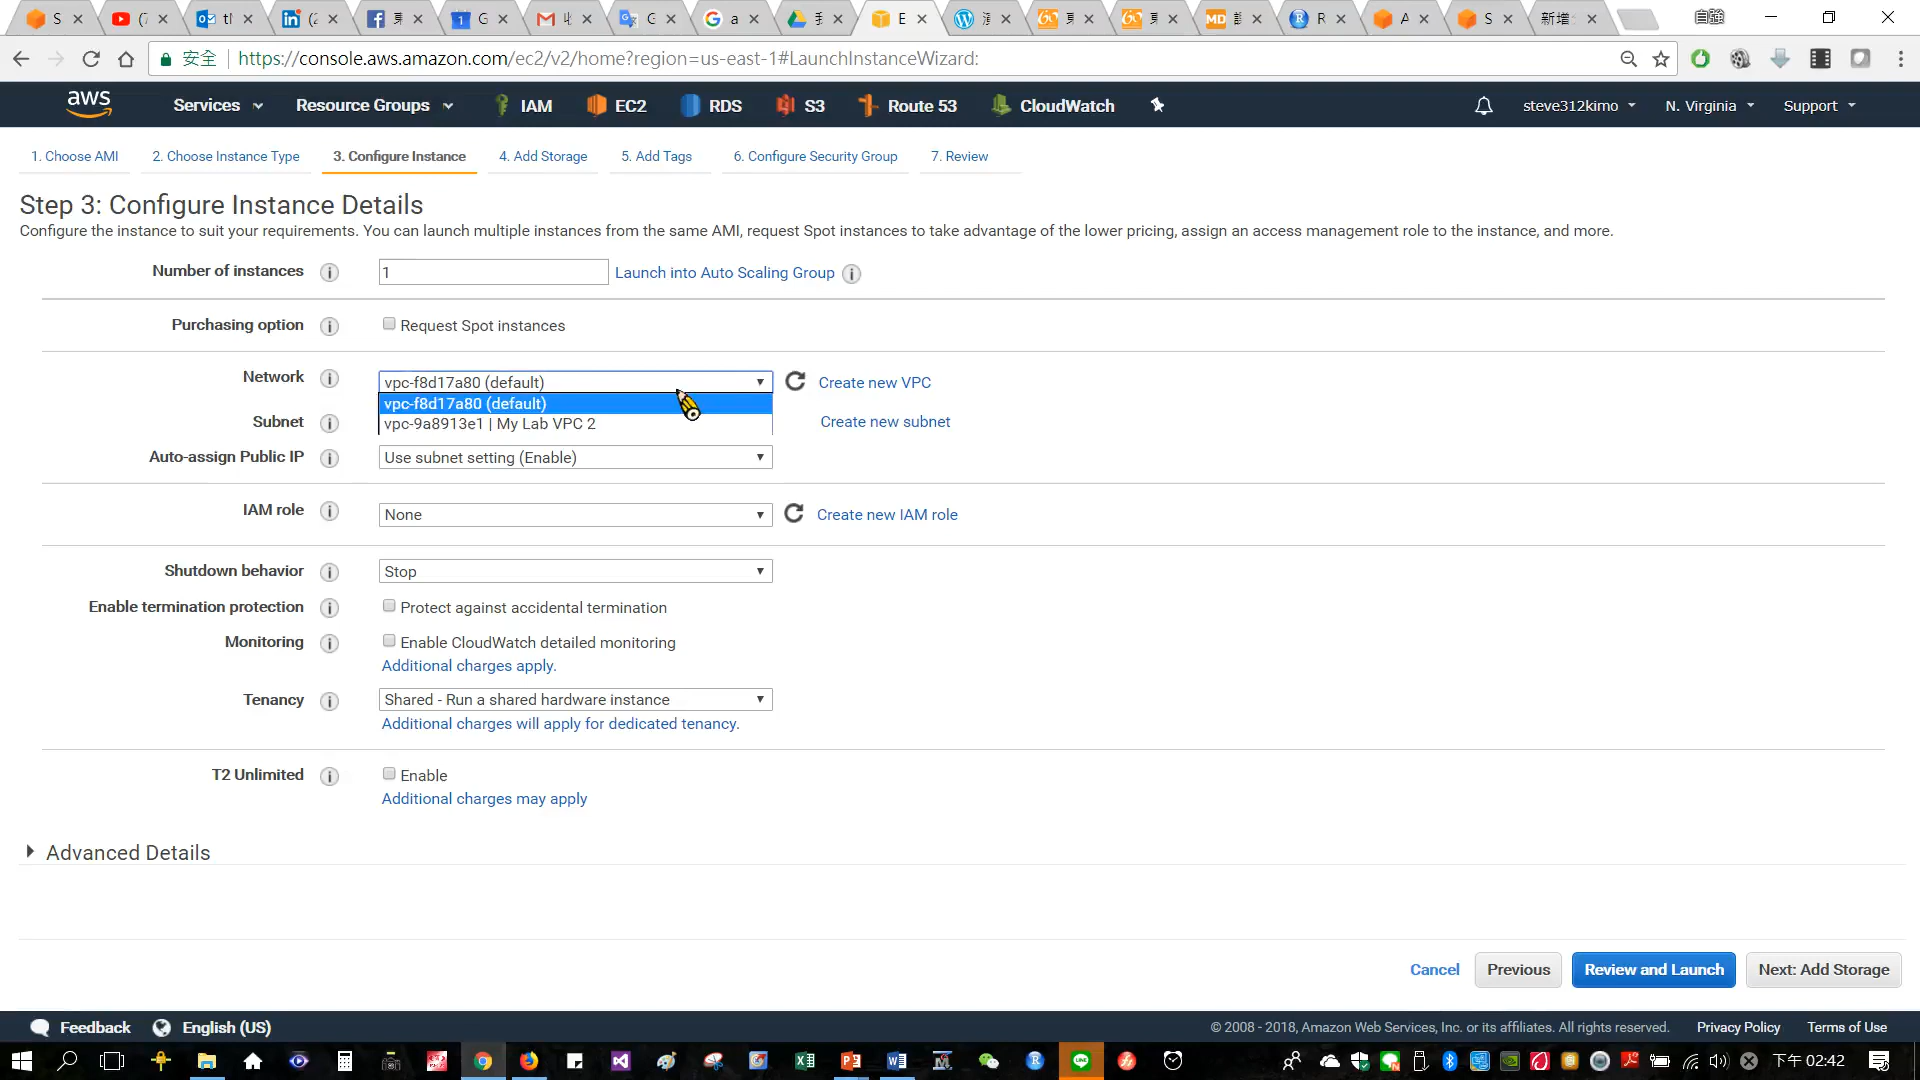 自強
安全
https://console.aws.amazon.com/ec2/v2/home?region=us-east-1#LaunchInstanceWizard:
aws Services Resource Groups IAM EC2 RDS S3 Route 53 CloudWatch steve312kimo N. Virginia Support
1. Choose AMI 2. Choose Instance Type 3. Configure Instance 4. Add Storage 5. Add Tags 6. Configure Security Group 7. Review
Step 3: Configure Instance Details
Configure the instance to suit your requirements. You can launch multiple instances from the same AMI, request Spot instances to take advantage of the lower pricing, assign an access management role to the instance, and more.
Number of instances 1 Launch into Auto Scaling Group
Purchasing option Request Spot instances
Network vpc-f8d17a80 (default) Create new VPC
vpc-f8d17a80 (default)
Subnet vpc-9a8913e1 | My Lab VPC 2 Create new subnet
Auto-assign Public IP Use subnet setting (Enable)
IAM role None Create new IAM role
Shutdown behavior Stop
Enable termination protection Protect against accidental termination
Monitoring Enable CloudWatch detailed monitoring
Additional charges apply.
Tenancy Shared - Run a shared hardware instance
Additional charges will apply for dedicated tenancy.
T2 Unlimited Enable
Additional charges may apply
Advanced Details
Cancel Previous Review and Launch Next: Add Storage
Feedback English (US) © 2008 - 2018, Amazon Web Services, Inc. or its affiliates. All rights reserved. Privacy Policy Terms of Use
下午 02:42